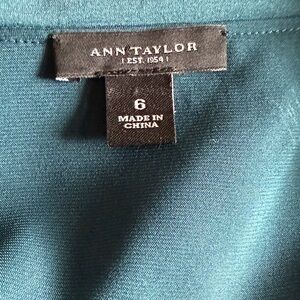 ANN TAYLOR
| EST. 1954 |
6
MADE IN
CHINA